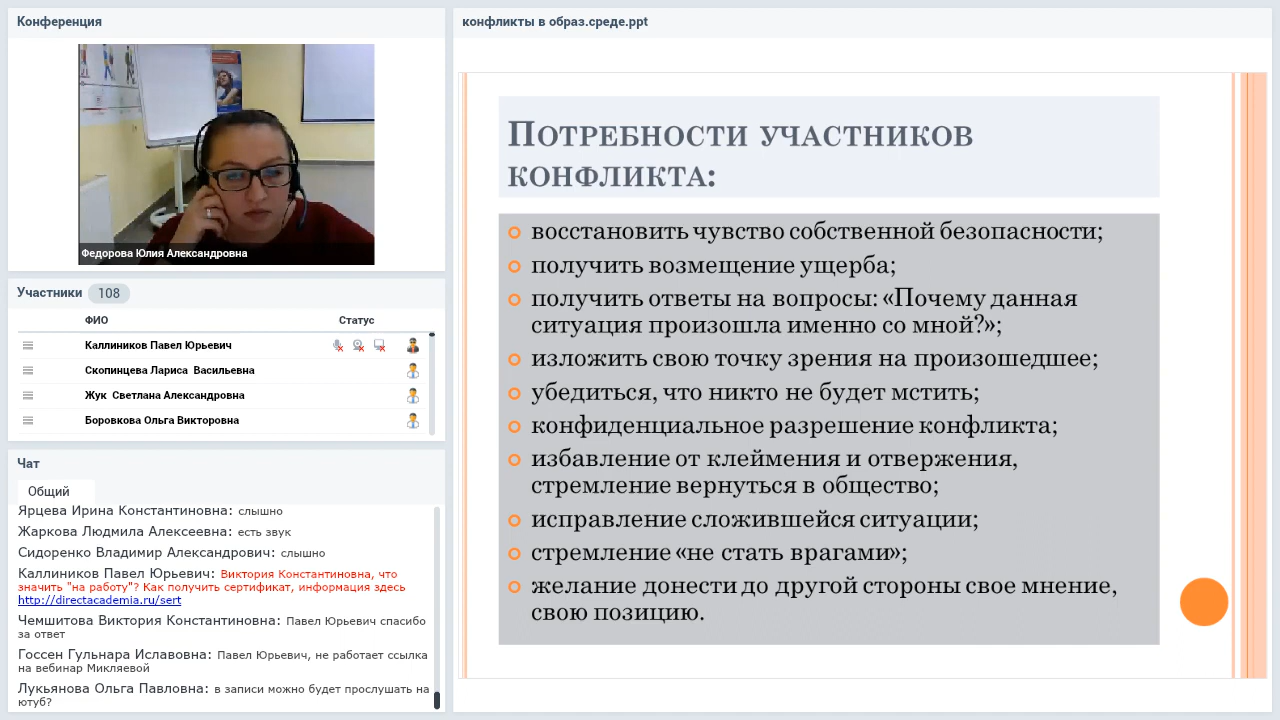 Конференция
Федорова Юлия Александровна
Участники 108
ФИО Статус
Каллиников Павел Юрьевич
Скопинцева Лариса Васильевна
Жук Светлана Александровна
Боровкова Ольга Викторовна
Чат
Общий
Ярцева Ирина Константиновна: слышно
Жаркова Людмила Алексеевна: есть звук
Сидоренко Владимир Александрович: слышно
Каллиников Павел Юрьевич: Виктория Константиновна, что
значить "на работу"? Как получить сертификат, информация здесь
http://directacademia.ru/sert
Чемшитова Виктория Константиновна: Павел Юрьевич спасибо
за ответ
Госсен Гульнара Иславовна: Павел Юрьевич, не работает ссылка
на вебинар Микляевой
Лукьянова Ольга Павловна: в записи можно будет прослушать на
ютуб?
конфликты в образ.среде.ppt
Потребности участников
конфликта:
восстановить чувство собственной безопасности;
получить возмещение ущерба;
получить ответы на вопросы: «Почему данная
ситуация произошла именно со мной?»;
изложить свою точку зрения на произошедшее;
убедиться, что никто не будет мстить;
конфиденциальное разрешение конфликта;
избавление от клеймения и отвержения,
стремление вернуться в общество;
исправление сложившейся ситуации;
стремление «не стать врагами»;
желание донести до другой стороны свое мнение,
свою позицию.